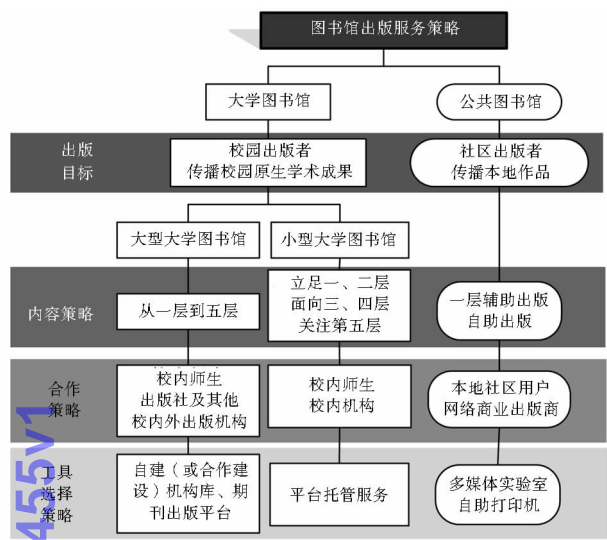 图书馆出版服务策略
大学图书馆
公共图书馆
出版
目标
校园出版者
传播校园原生学术成果
社区出版者
传播本地作品
大型大学图书馆
小型大学图书馆
内容策略
从一层到五层
立足一、二层
面向三、四层
关注第五层
一层辅助出版
自助出版
合作
策略
校内师生
出版社及其他
校内外出版机构
校内师生
校内机构
本地社区用户
网络商业出版商
工具
选择
策略
自建（或合作建
设）机构库、期
刊出版平台
平台托管服务
多媒体实验室
自助打印机
455v1